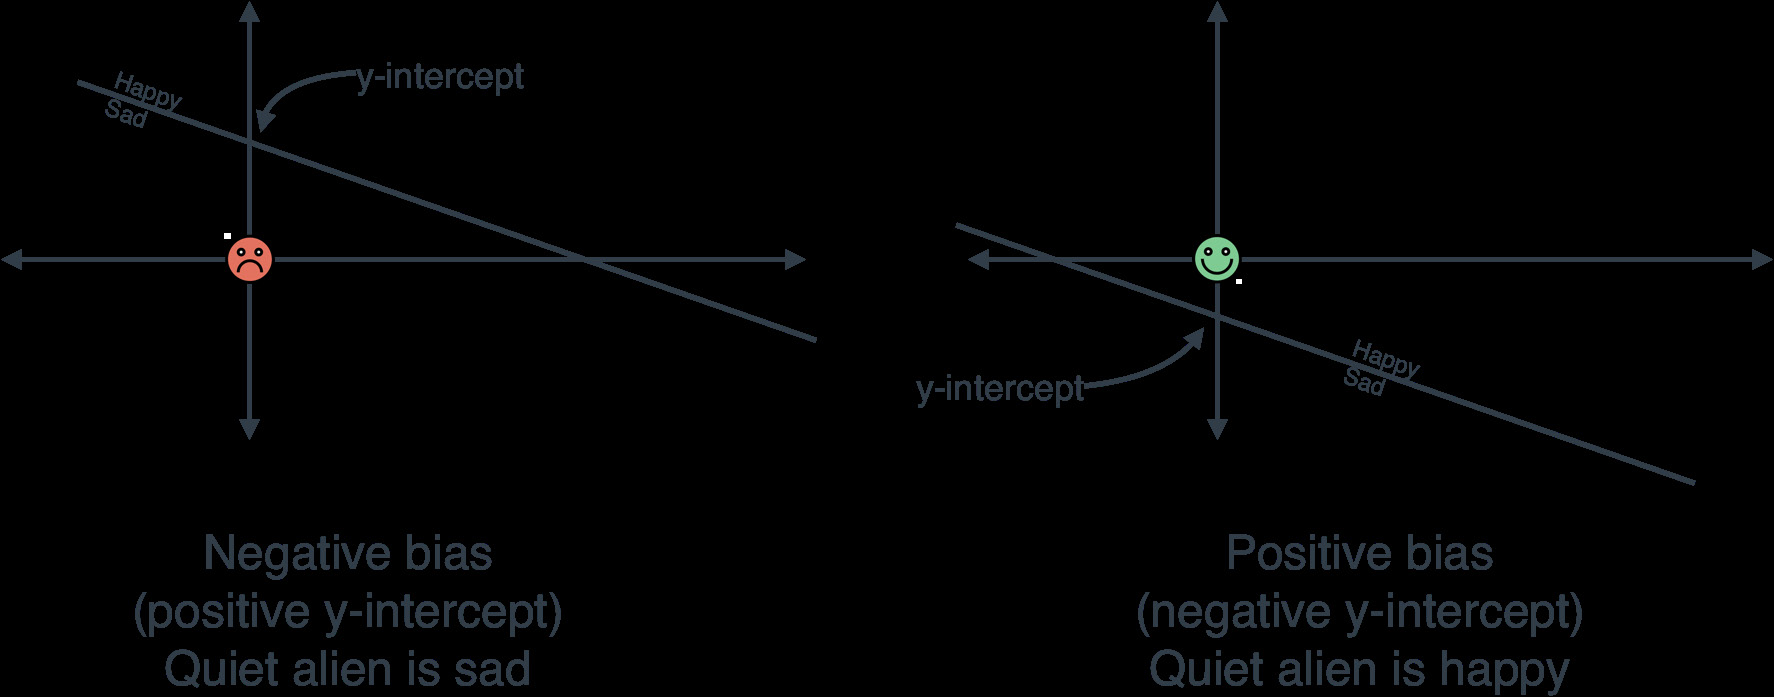 Happy
Sad
y-intercept
Negative bias
(positive y-intercept)
Quiet alien is sad
y-intercept
Happy
Sad
Positive bias
(negative y-intercept)
Quiet alien is happy